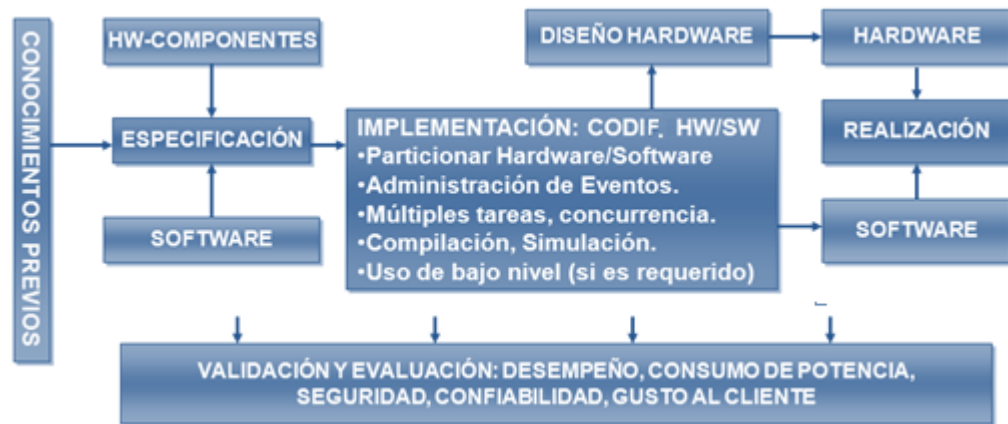 CONOCIMIENTOS PREVIOS
HW-COMPONENTES
ESPECIFICACIÓN
SOFTWARE
IMPLEMENTACIÓN: CODIF. HW/SW
•Particionar Hardware/Software
•Administración de Eventos.
•Múltiples tareas, concurrencia.
•Compilación, Simulación.
•Uso de bajo nivel (si es requerido)
DISEÑO HARDWARE
HARDWARE
REALIZACIÓN
SOFTWARE
VALIDACIÓN Y EVALUACIÓN: DESEMPEÑO, CONSUMO DE POTENCIA,
SEGURIDAD, CONFIABILIDAD, GUSTO AL CLIENTE